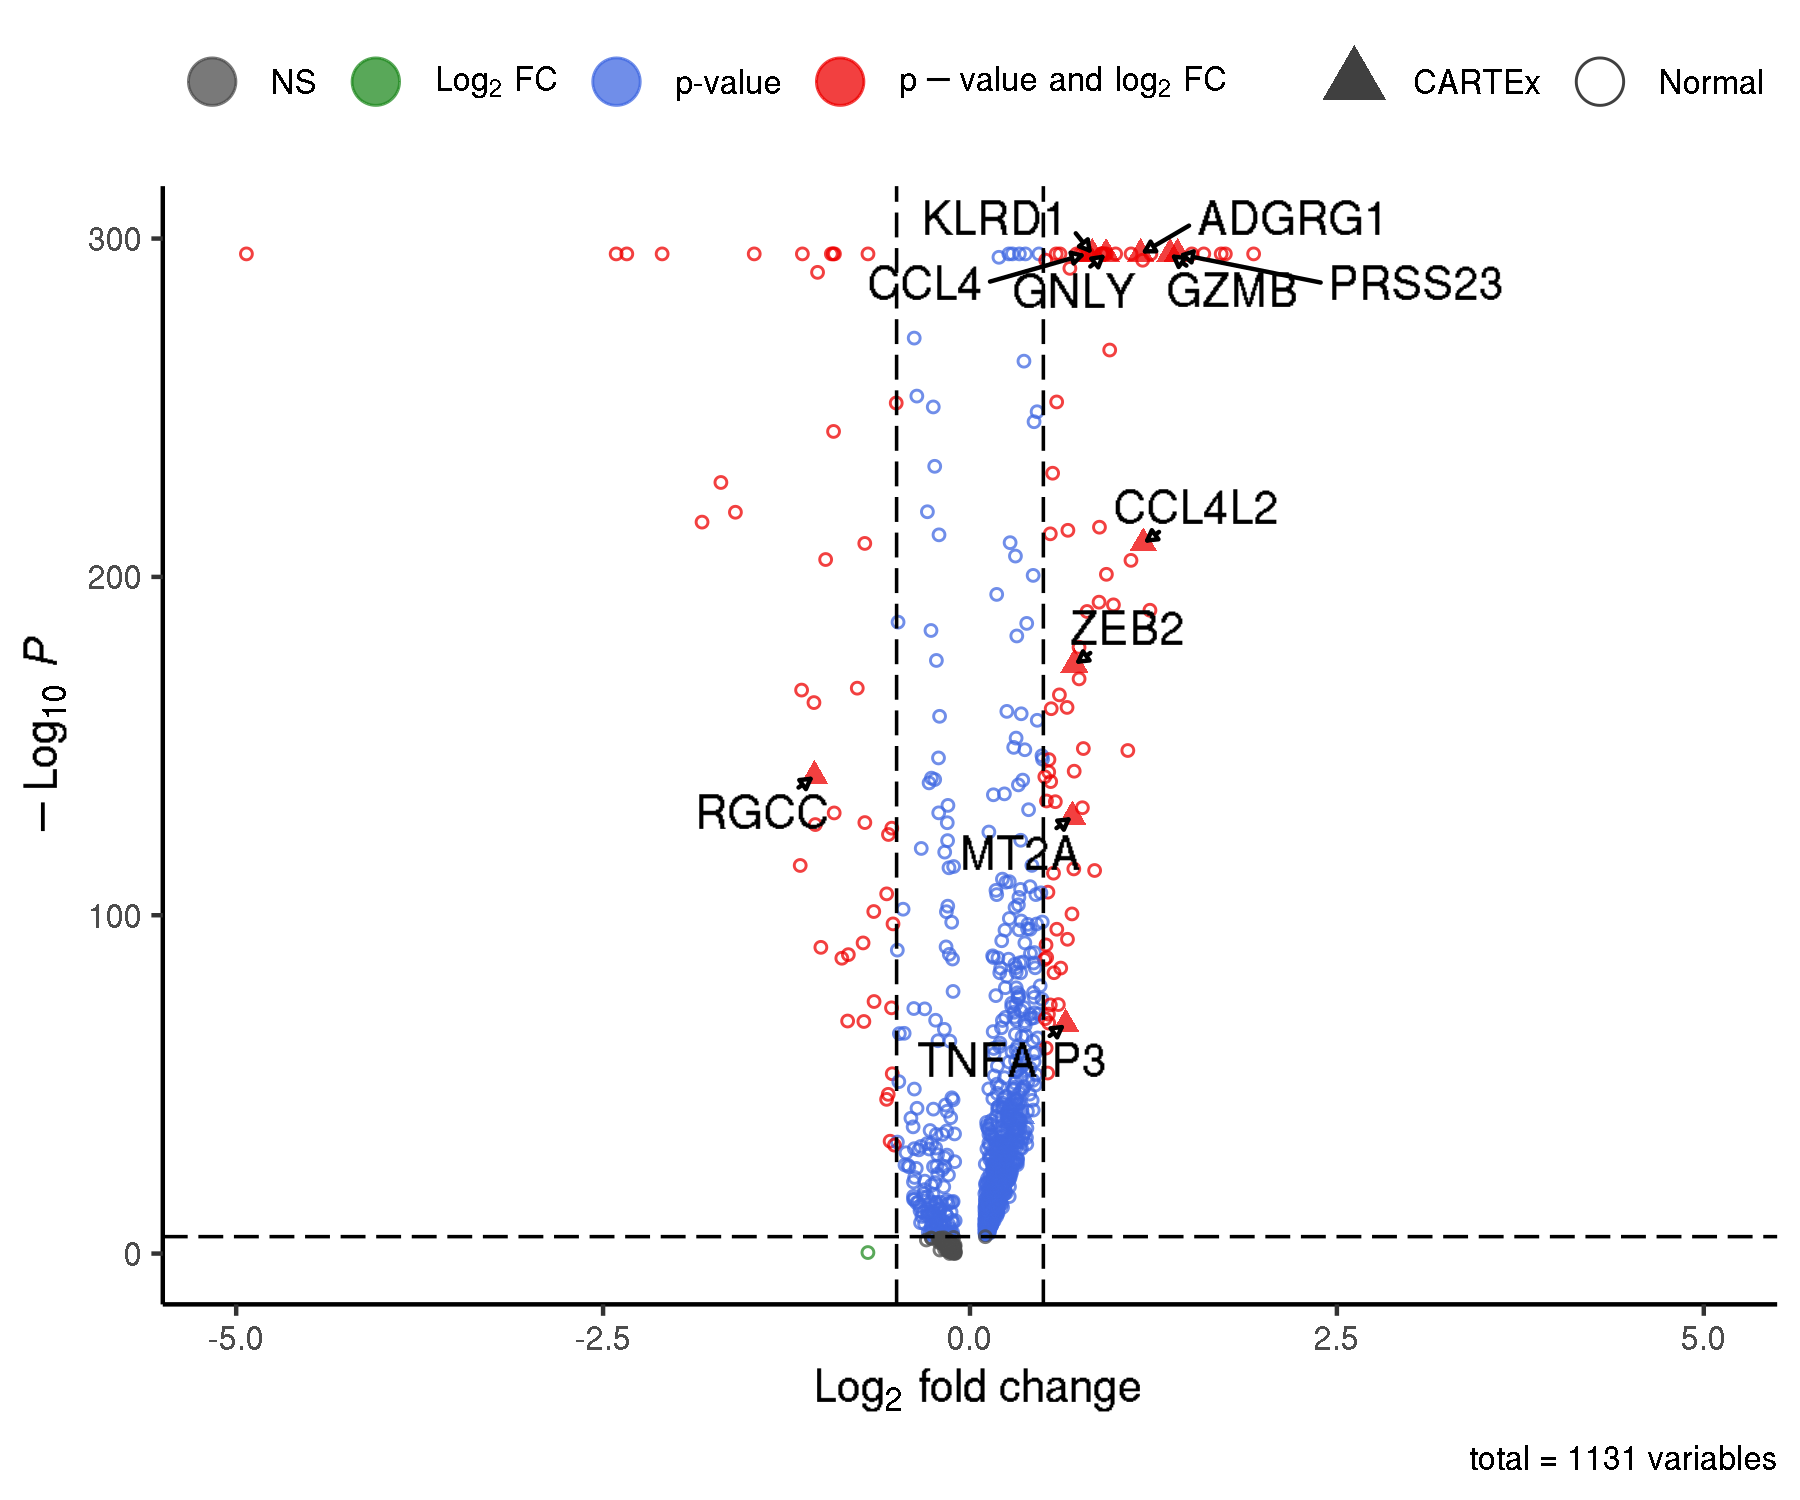 NS Log2 FC p-value p – value and log2 FC CARTEx Normal
300
KLRD1 ADGRG1
CCL4 GNLY GZMB PRSS23
CCL4L2
200
ZEB2
– Log10 P
RGCC
MT2A
100
TNFAIP3
0
-5.0 -2.5 0.0 2.5 5.0
Log2 fold change
total = 1131 variables